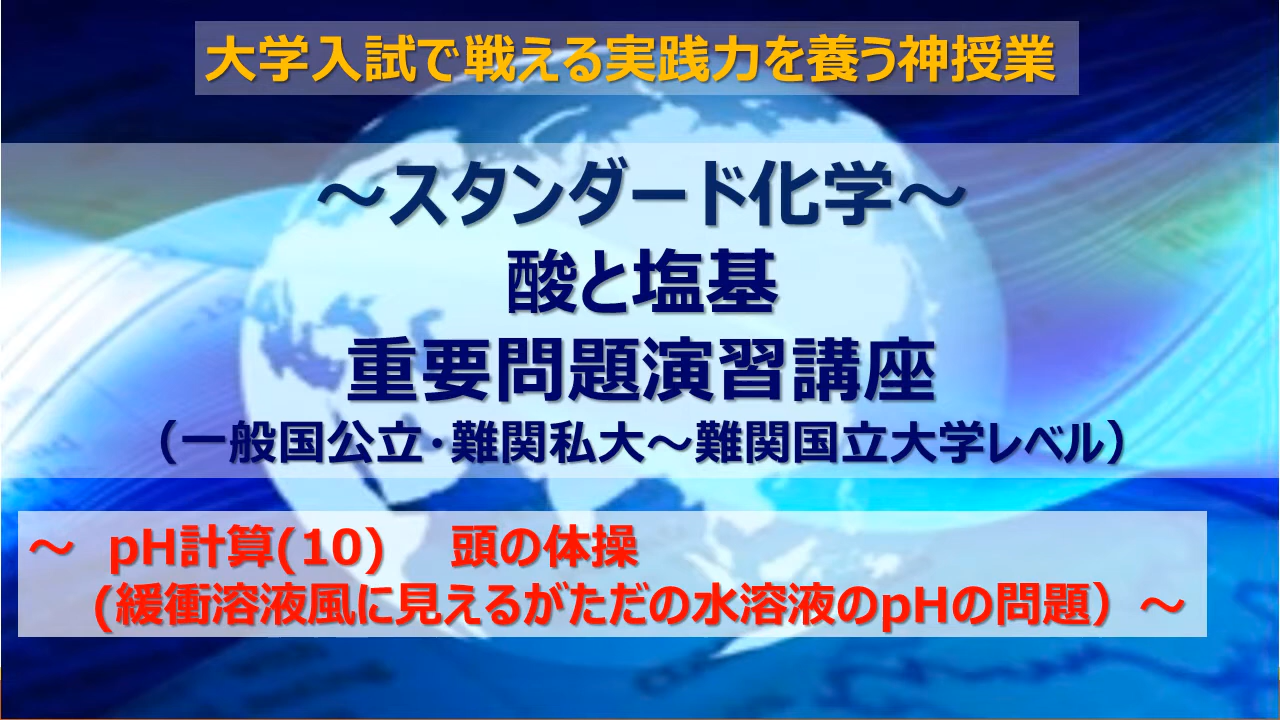 大学入試で戦える実践力を養う神授業
～スタンダード化学～
酸と塩基
重要問題演習講座
（一般国公立･難関私大～難関国立大学レベル）
～ pH計算(10) 頭の体操
(緩衝溶液風に見えるがただの水溶液のpHの問題）～